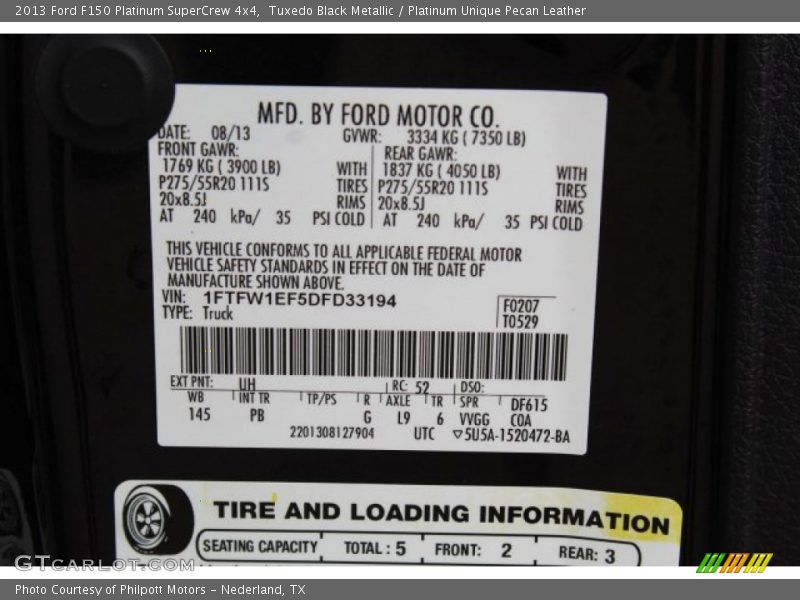 2013 Ford F150 Platinum SuperCrew 4x4,  Tuxedo Black Metallic / Platinum Unique Pecan Leather
MFD. BY FORD MOTOR CO.
DATE: 08/13 GVWR: 3334 KG ( 7350 LB)
FRONT GAWR: REAR GAWR:
1769 KG ( 3900 LB) WITH 1837 KG ( 4050 LB) WITH
P275/55R20 111S TIRES P275/55R20 111S TIRES
20x8.5J RIMS 20x8.5J RIMS
AT 240 kPa/ 35 PSI COLD AT 240 kPa/ 35 PSI COLD
THIS VEHICLE CONFORMS TO ALL APPLICABLE FEDERAL MOTOR
VEHICLE SAFETY STANDARDS IN EFFECT ON THE DATE OF
MANUFACTURE SHOWN ABOVE.
VIN: 1FTFW1EF5DFD33194 F0207
TYPE: Truck T0529
EXT PNT: UH RC: 52 DSO:
WB INT TR TP/PS R AXLE TR SPR DF615
145 PB G L9 6 VVGG COA
2201308127904 UTC ▽5U5A-1520472-BA
TIRE AND LOADING INFORMATION
SEATING CAPACITY TOTAL : 5 FRONT: 2 REAR: 3
GTCarLot.com
Photo Courtesy of Philpott Motors - Nederland, TX